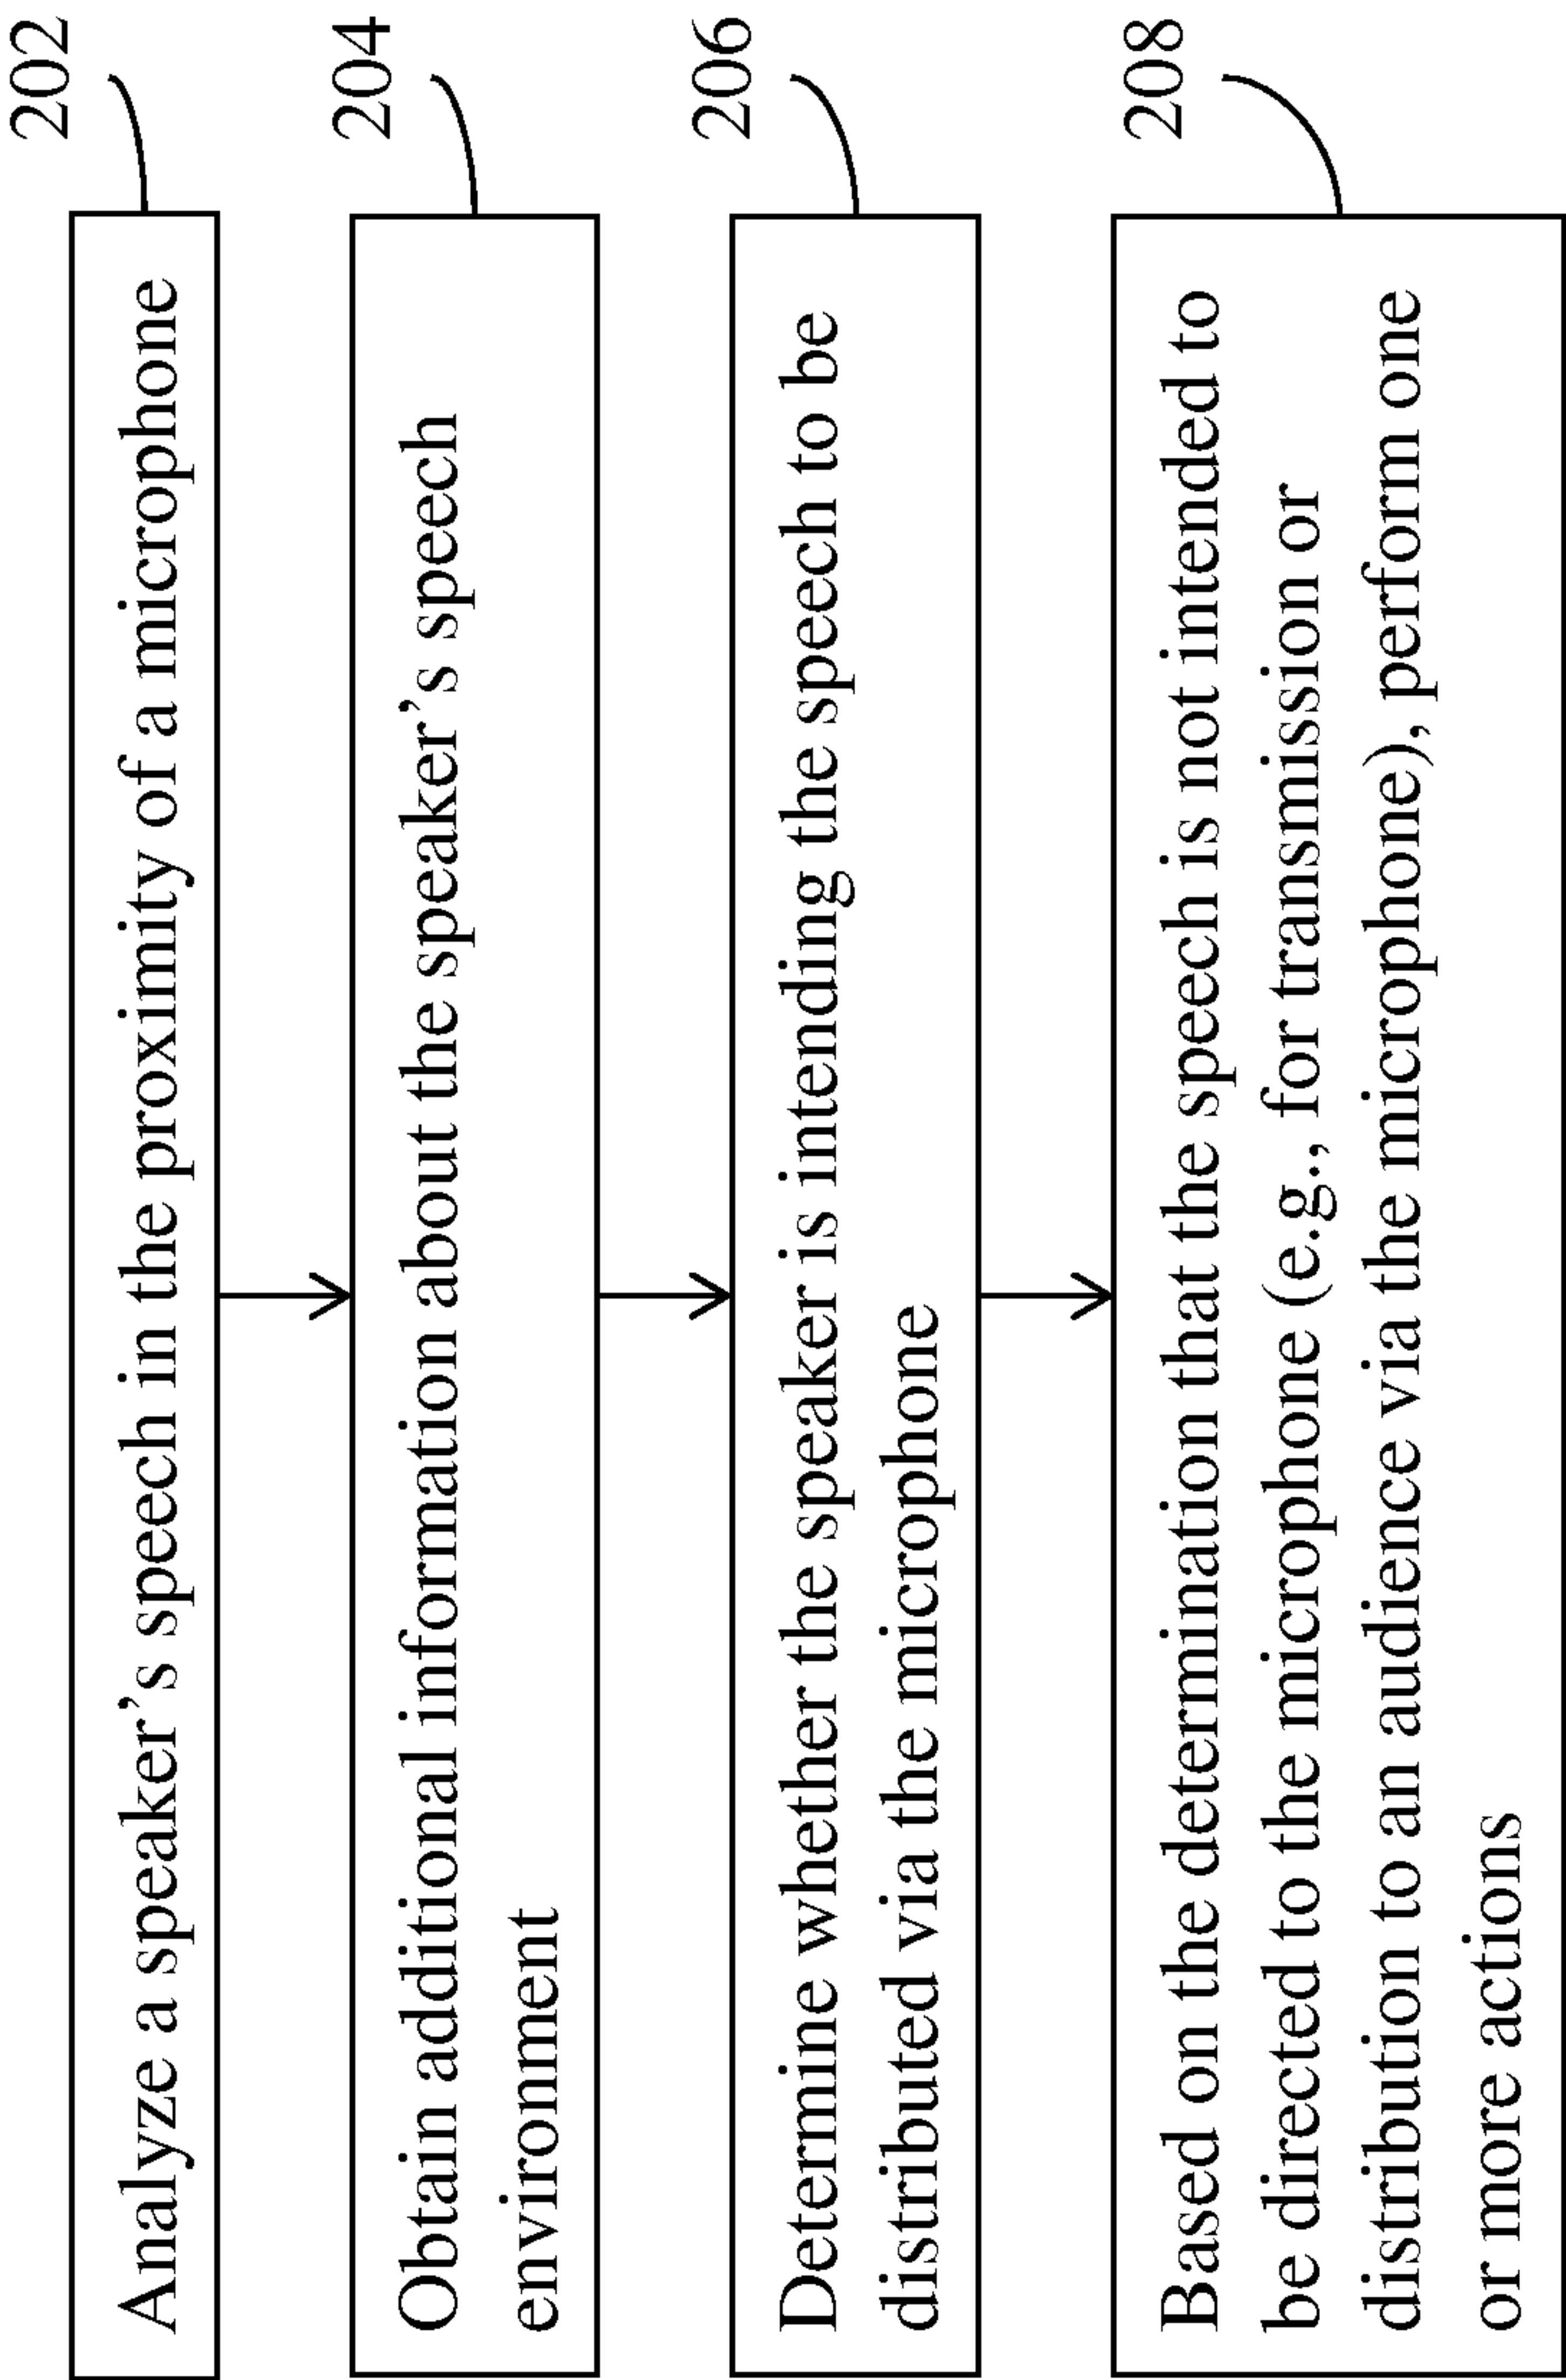 202
Analyze a speaker's speech in the proximity of a microphone
204
Obtain additional information about the speaker's speech
environment
206
Determine whether the speaker is intending the speech to be
distributed via the microphone
208
Based on the determination that the speech is not intended to
be directed to the microphone (e.g., for transmission or
distribution to an audience via the microphone), perform one
or more actions